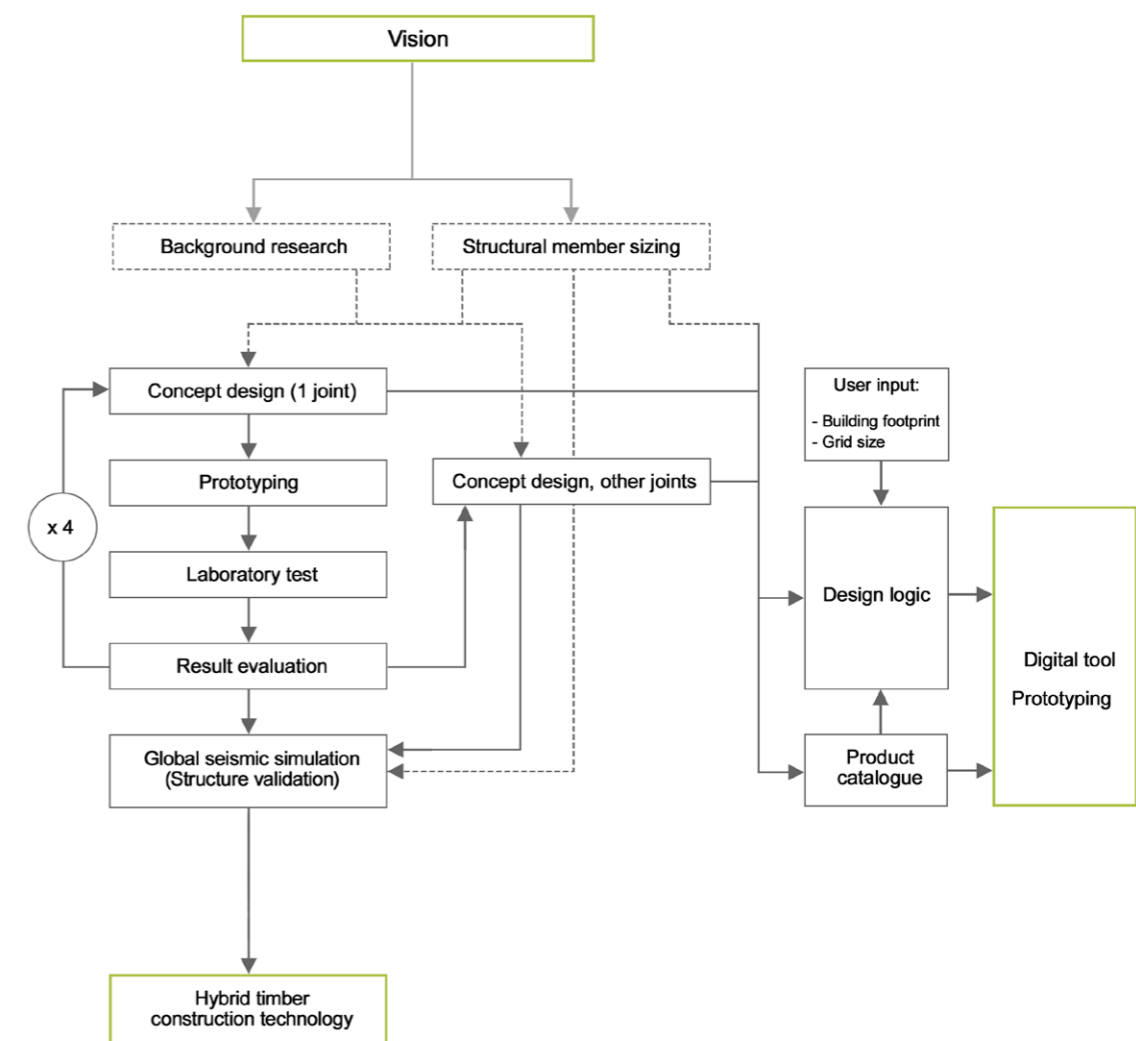 Vision
Background research
Structural member sizing
Concept design (1 joint)
User input:
- Building footprint
- Grid size
Prototyping
Concept design, other joints
x 4
Laboratory test
Design logic
Result evaluation
Digital tool
Prototyping
Global seismic simulation
(Structure validation)
Product
catalogue
Hybrid timber
construction technology